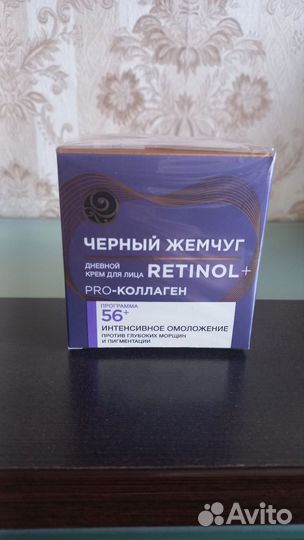 ЧЕРНЫЙ ЖЕМЧУГ
ДНЕВНОЙ
КРЕМ ДЛЯ ЛИЦА RETINOL+
PRO-КОЛЛАГЕН
ПРОГРАММА
56+
ИНТЕНСИВНОЕ ОМОЛОЖЕНИЕ
ПРОТИВ ГЛУБОКИХ МОРЩИН
И ПИГМЕНТАЦИИ
Avito